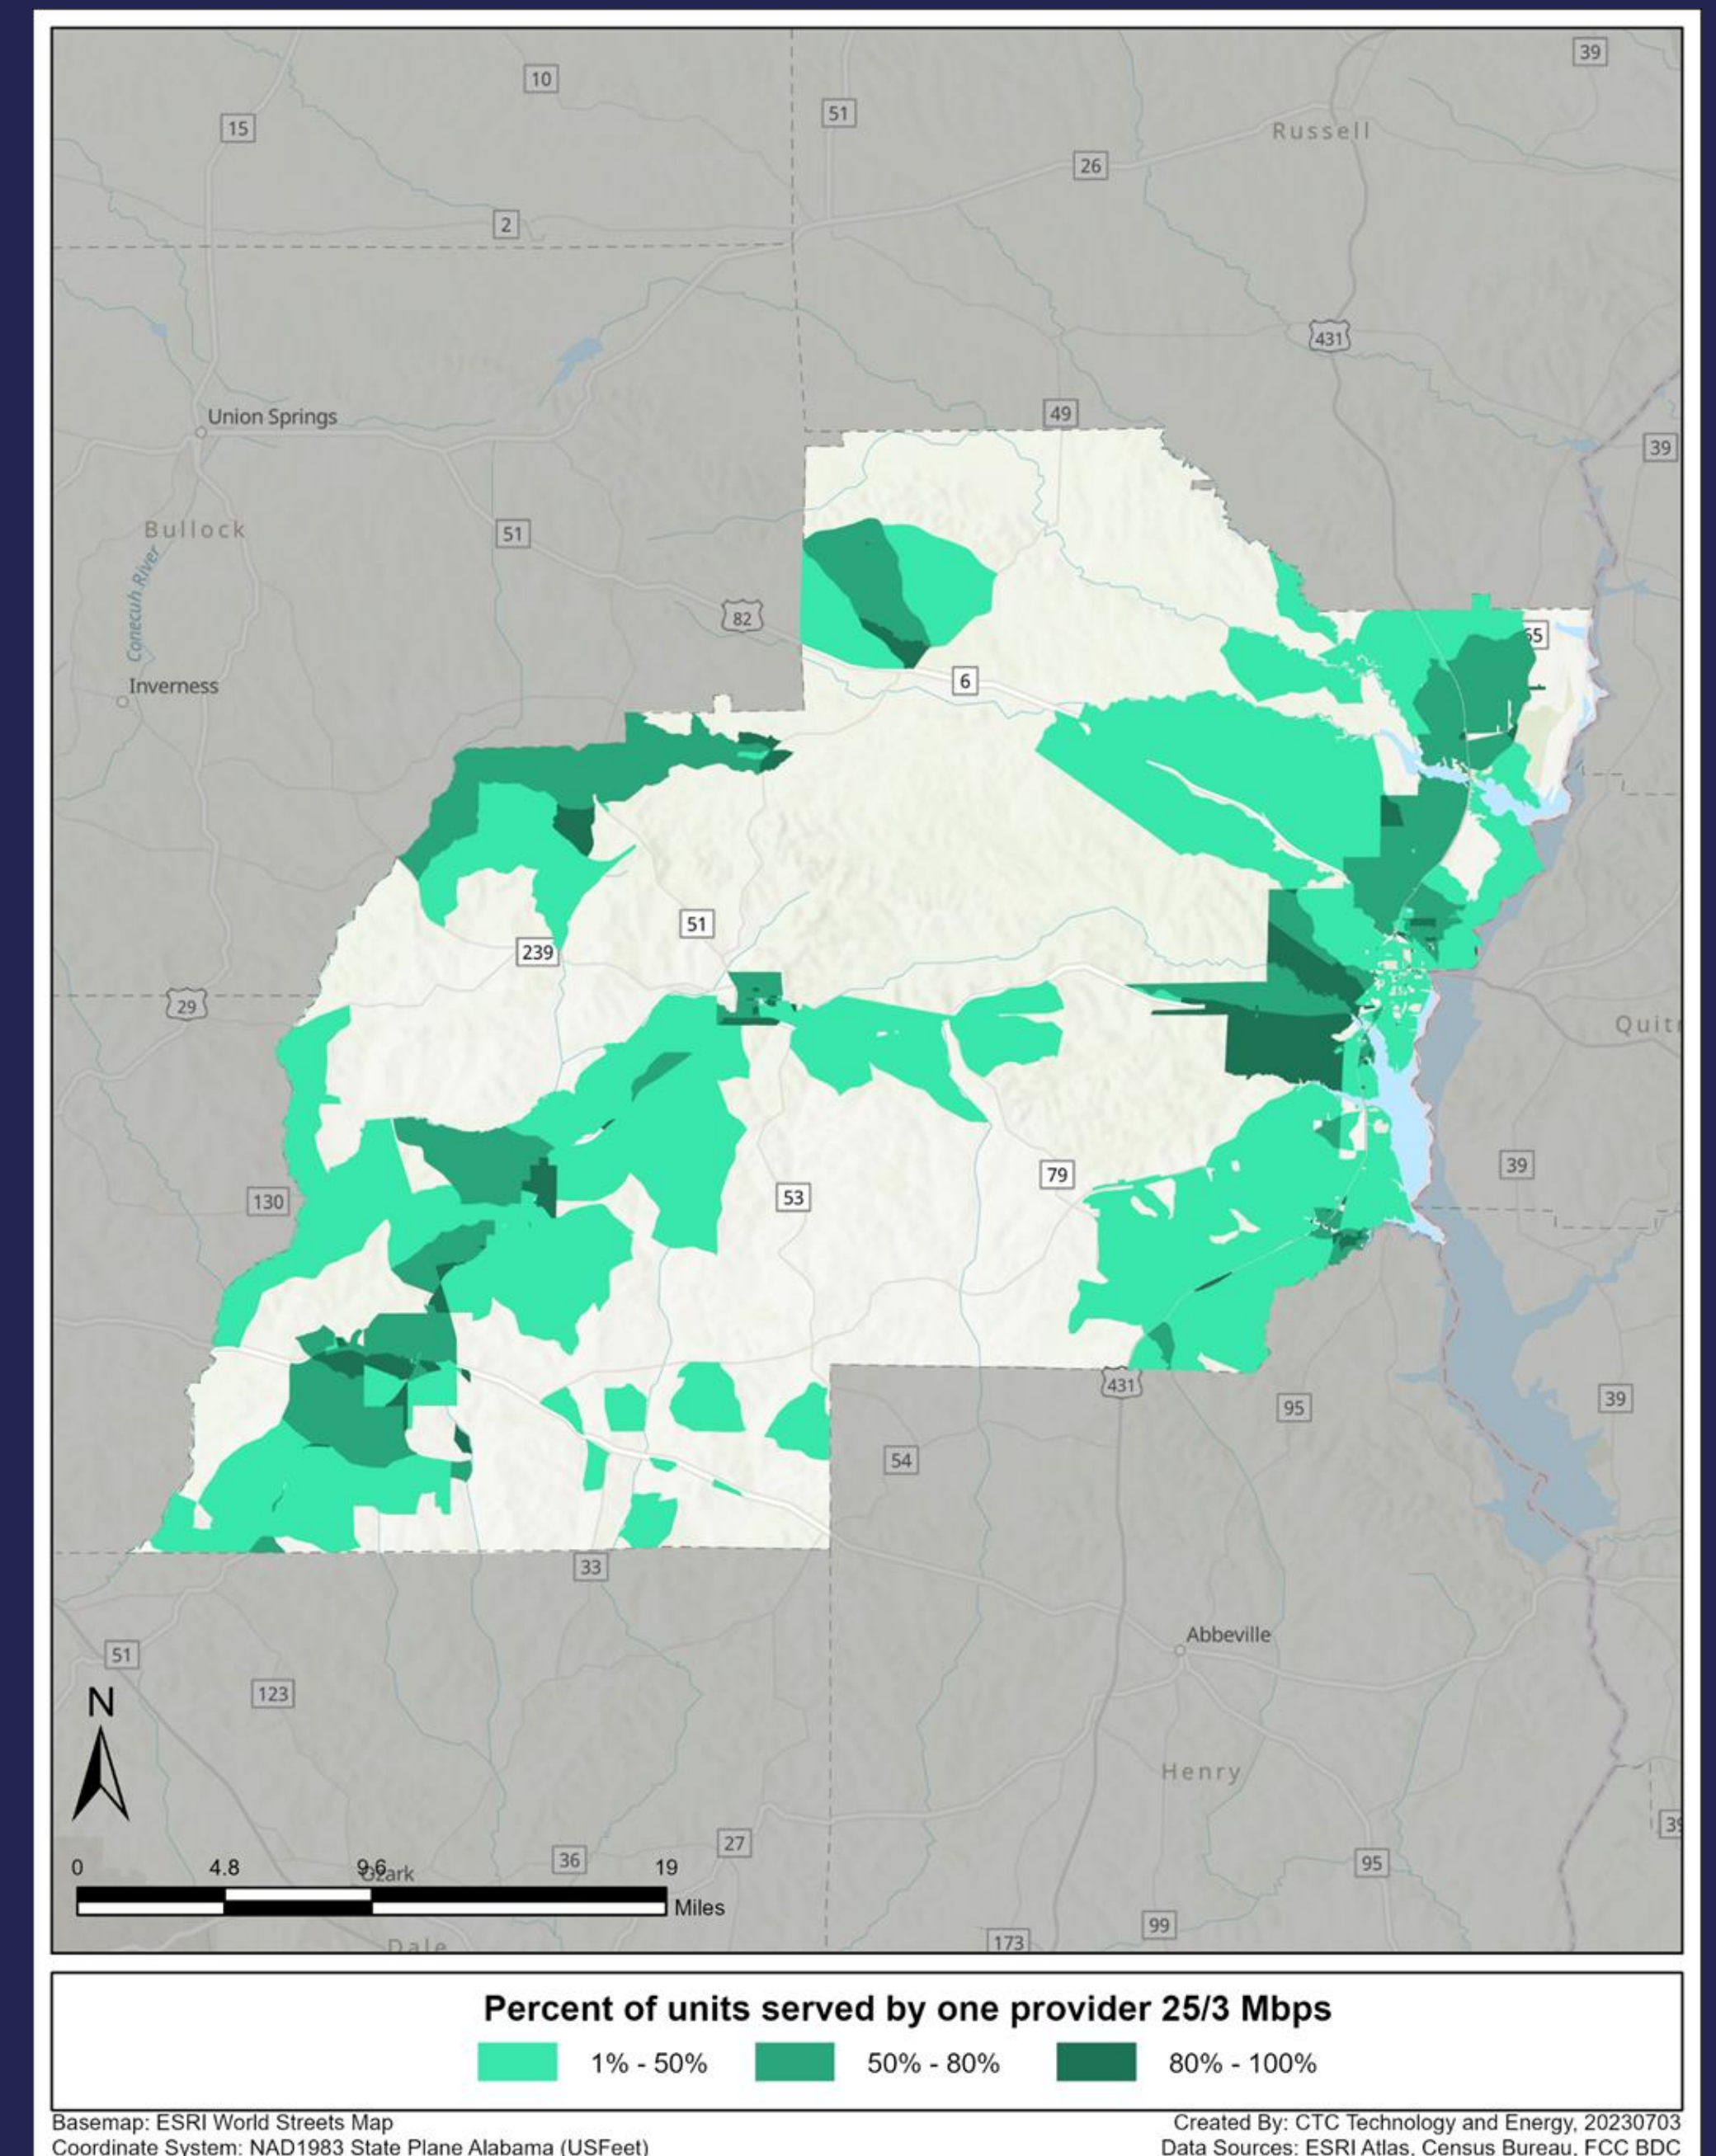 39
10
51
15
Russell
26
2
431
49
Union Springs
39
Bullock
51
Conecuh River
82
65
6
Inverness
51
239
29
Quit
39
79
130
53
431
39
95
54
33
Abbeville
51
123
N
Henry
39
27
36
95
0 4.8 9.6 19
Ozark
Miles
99
173
Dale
Percent of units served by one provider 25/3 Mbps
1% - 50% 50% - 80% 80% - 100%
Basemap: ESRI World Streets Map
Created By: CTC Technology and Energy, 20230703
Coordinate System: NAD1983 State Plane Alabama (USFeet)
Data Sources: ESRI Atlas, Census Bureau, FCC BDC